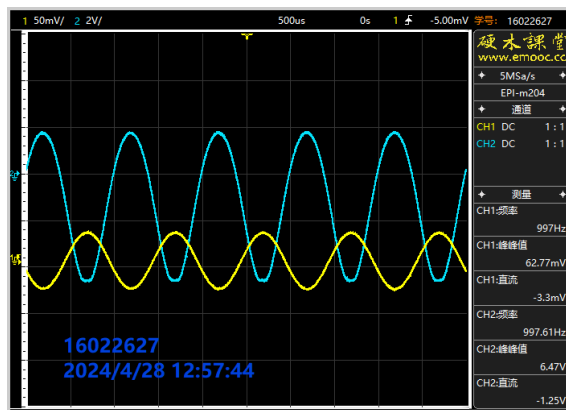 1 50mV/ 2 2V/ 500us 0s 1 -5.00mV 学号: 16022627
硬木課堂
www.emooc.cc
5MSa/s
EPI-m204
通道
CH1 DC 1 : 1
CH2 DC 1 : 1
测量
CH1:频率
997Hz
CH1:峰峰值
62.77mV
CH1:直流
-3.3mV
CH2:频率
997.61Hz
CH2:峰峰值
6.47V
CH2:直流
-1.25V
16022627
2024/4/28 12:57:44